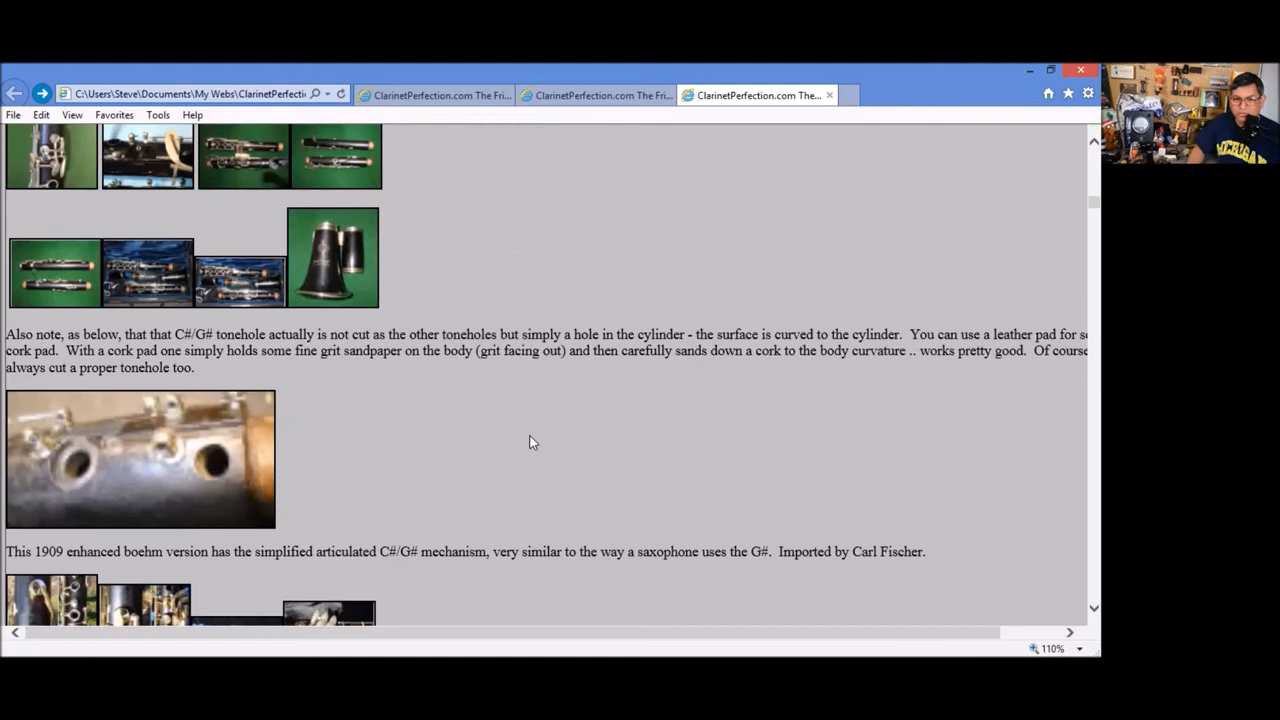 C:\Users\Steve\Documents\My Webs\ClarinetPerfecti
ClarinetPerfection.com The Fri...
ClarinetPerfection.com The Fri...
ClarinetPerfection.com The...
File Edit View Favorites Tools Help
MICHIGAN
Also note, as below, that that C#/G# tonehole actually is not cut as the other toneholes but simply a hole in the cylinder - the surface is curved to the cylinder. You can use a leather pad for s
cork pad. With a cork pad one simply holds some fine grit sandpaper on the body (grit facing out) and then carefully sands down a cork to the body curvature .. works pretty good. Of course
always cut a proper tonehole too.
This 1909 enhanced boehm version has the simplified articulated C#/G# mechanism, very similar to the way a saxophone uses the G#. Imported by Carl Fischer.
110%